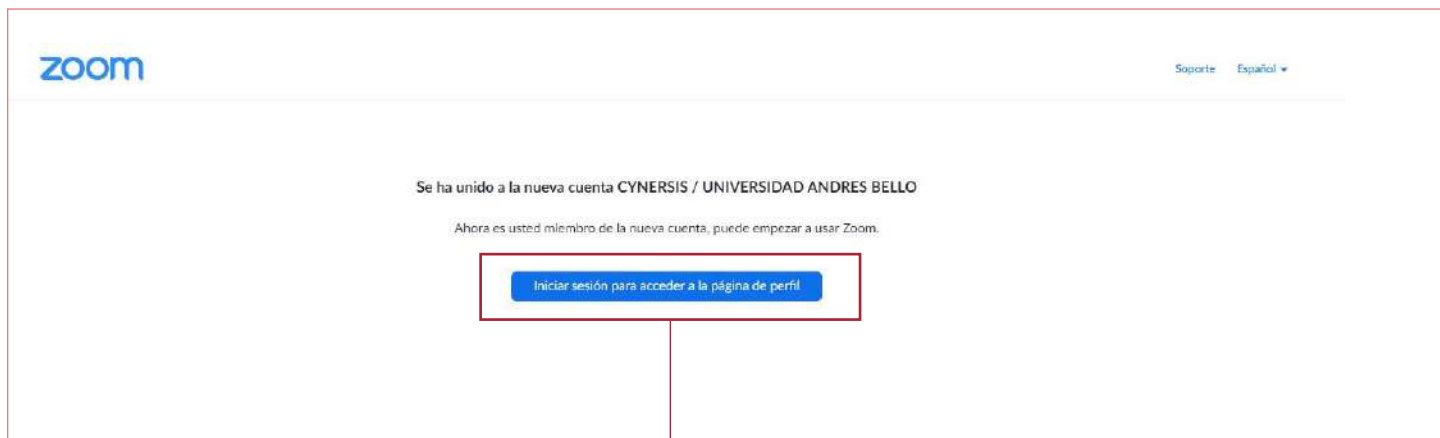 zoom
Soporte Español
Se ha unido a la nueva cuenta CYNERSIS / UNIVERSIDAD ANDRES BELLO
Ahora es usted miembro de la nueva cuenta, puede empezar a usar Zoom.
Iniciar sesión para acceder a la página de perfil